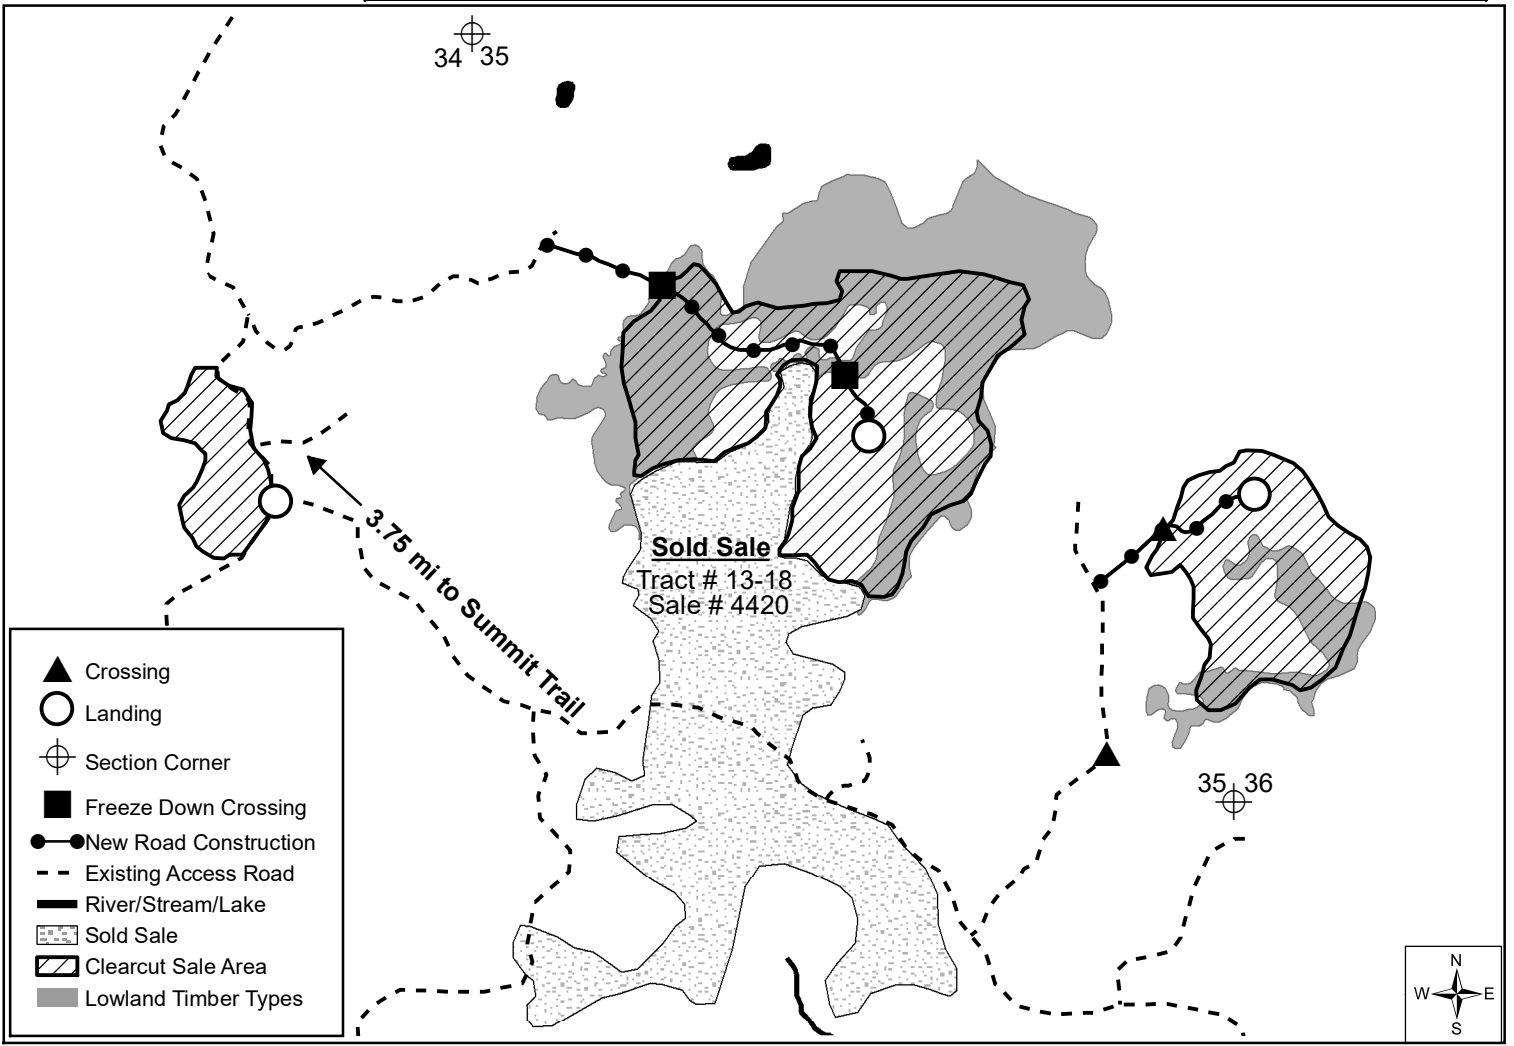 34 35
3.75 mi to Summit Trail
Sold Sale
Tract # 13-18
Sale # 4420
35 36
Crossing
Landing
Section Corner
Freeze Down Crossing
New Road Construction
Existing Access Road
River/Stream/Lake
Sold Sale
Clearcut Sale Area
Lowland Timber Types
N
W E
S